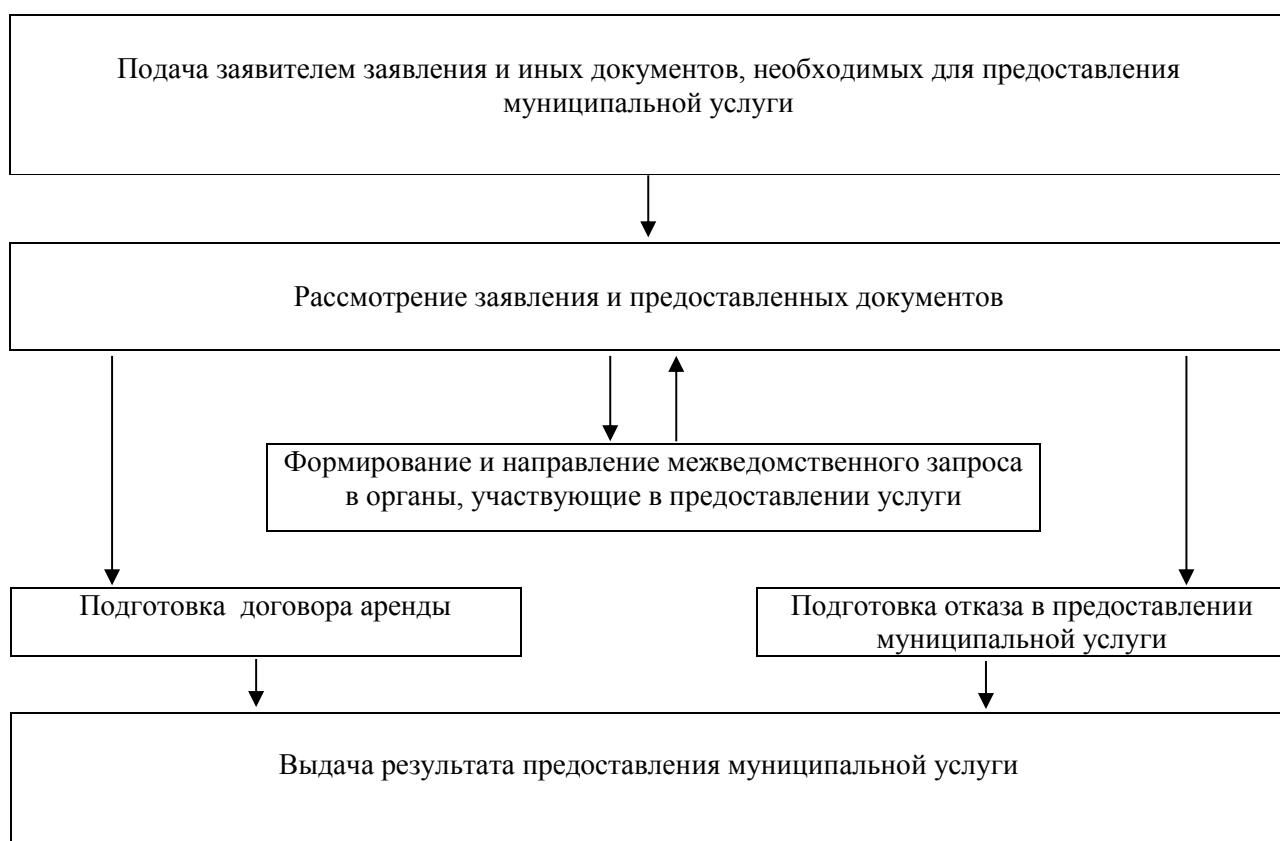 Подача заявителем заявления и иных документов, необходимых для предоставления
муниципальной услуги
Рассмотрение заявления и предоставленных документов
Формирование и направление межведомственного запроса
в органы, участвующие в предоставлении услуги
Подготовка  договора аренды
Подготовка отказа в предоставлении
муниципальной услуги
Выдача результата предоставления муниципальной услуги